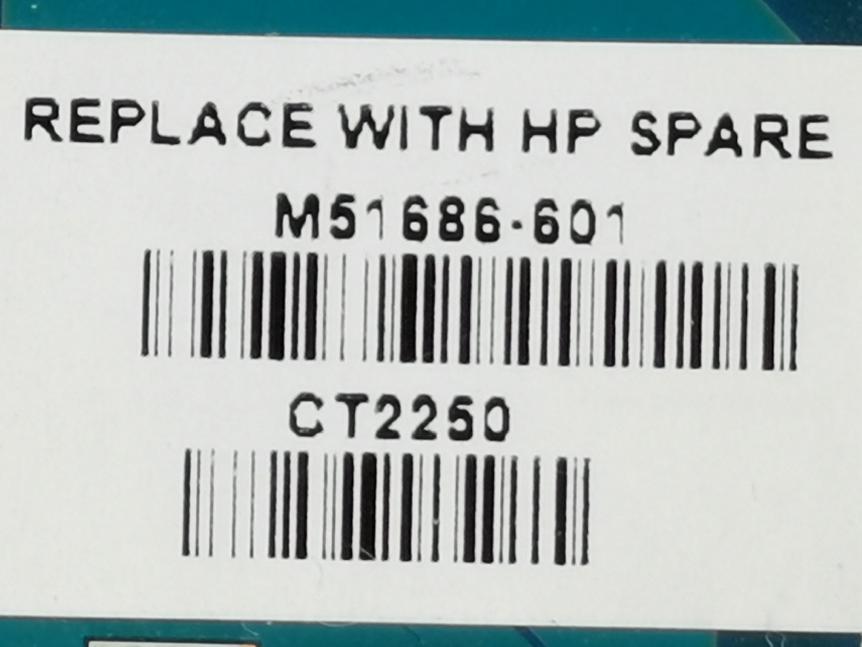 REPLACE WITH HP SPARE
M51686-601
CT2250